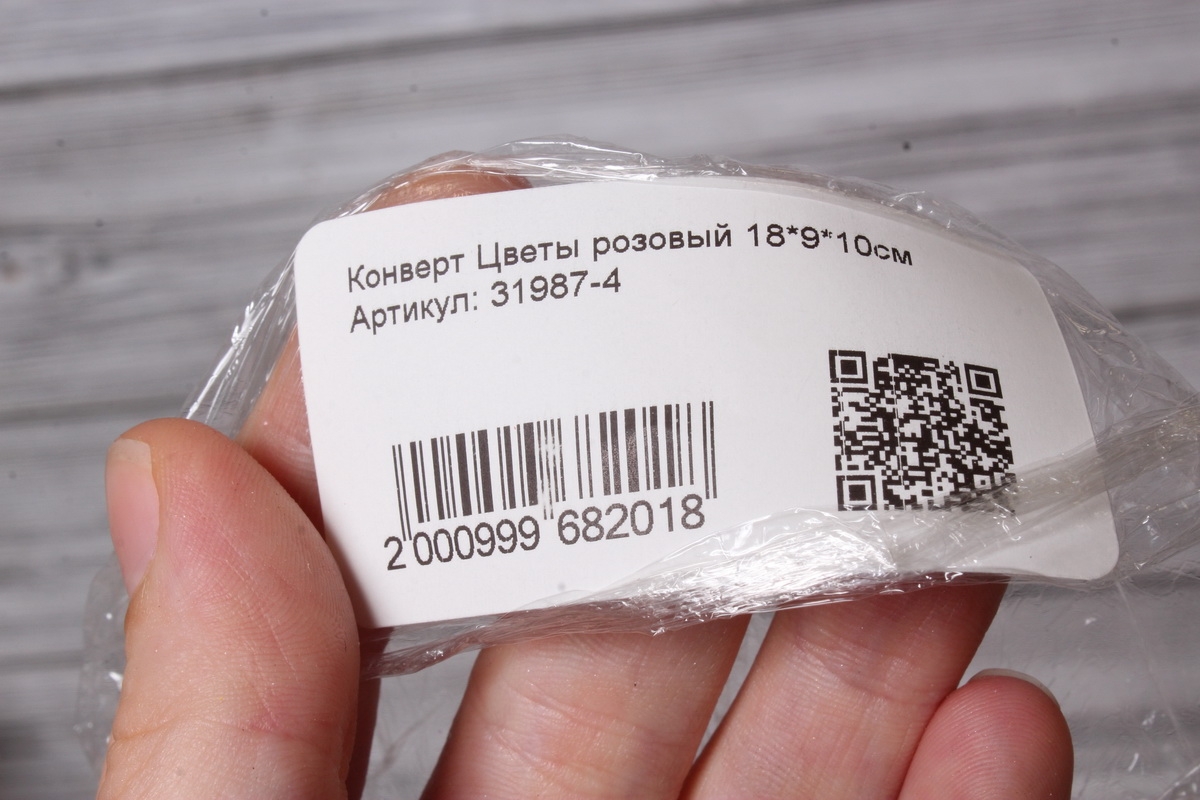 Конверт Цветы розовый 18*9*10см
Артикул: 31987-4
2 000999 682018